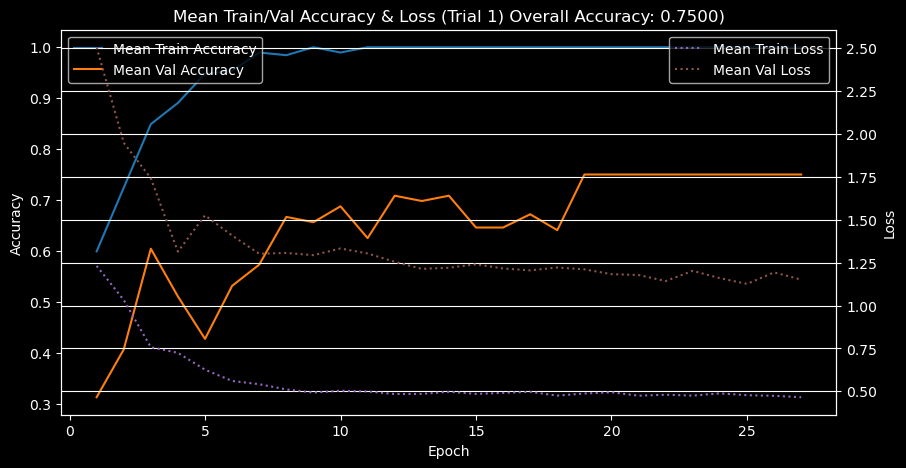 Mean Train/Val Accuracy & Loss (Trial 1) Overall Accuracy: 0.7500)
Mean Train Accuracy
Mean Val Accuracy
Mean Train Loss
Mean Val Loss
1.0
0.9
0.8
0.7
0.6
0.5
0.4
0.3
Accuracy
2.50
2.25
2.00
1.75
1.50
1.25
1.00
0.75
0.50
Loss
0 5 10 15 20 25
Epoch